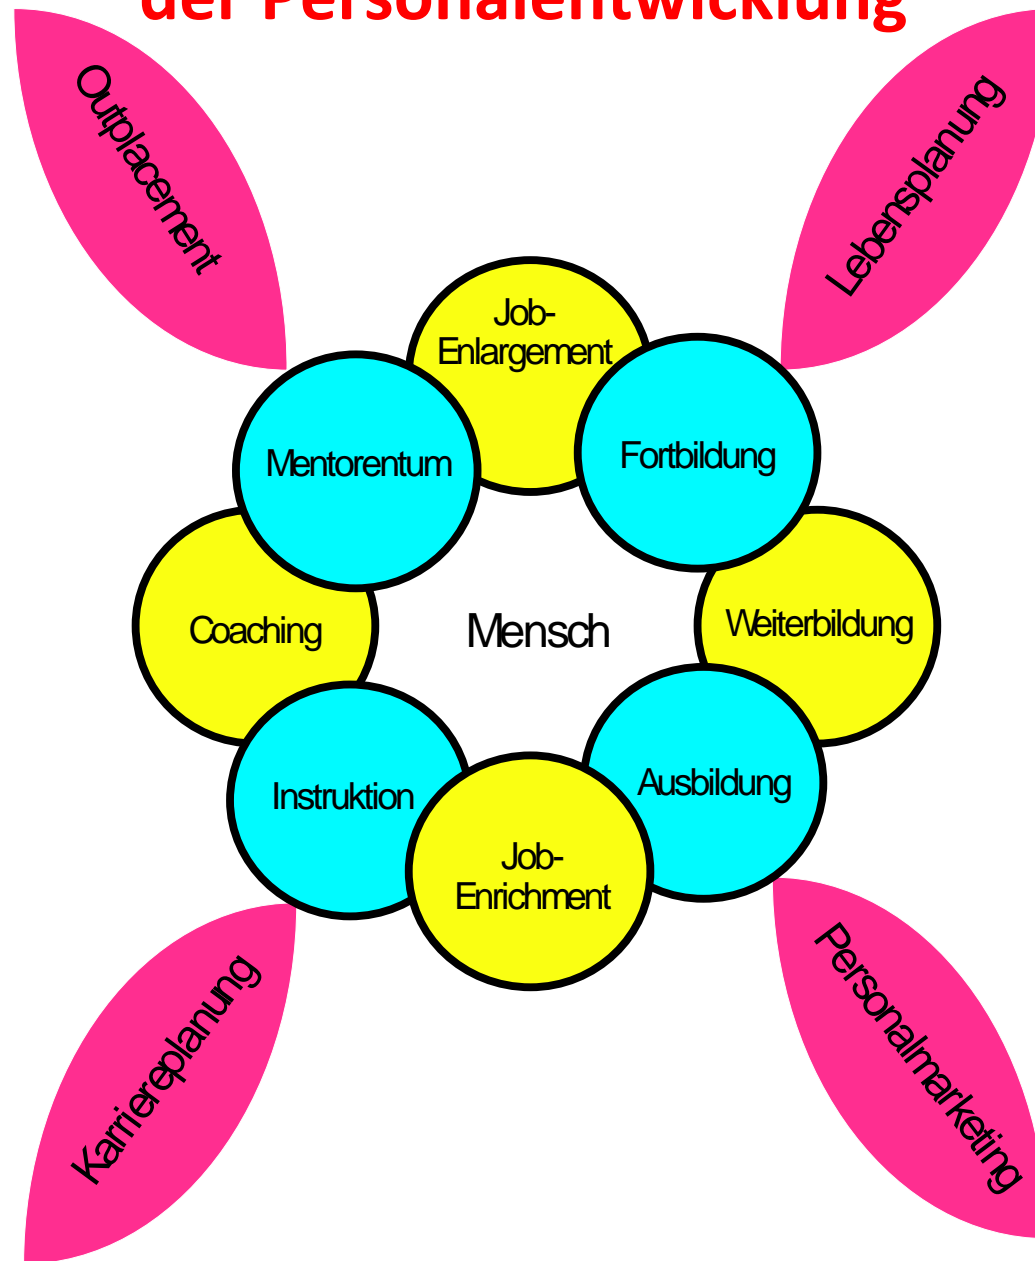 der Personalentwicklung
Outplacement
Lebensplanung
Job-
Enlargement
Mentorentum
Fortbildung
Coaching
Mensch
Weiterbildung
Instruktion
Ausbildung
Job-
Enrichment
Karriereplanung
Personalmarketing